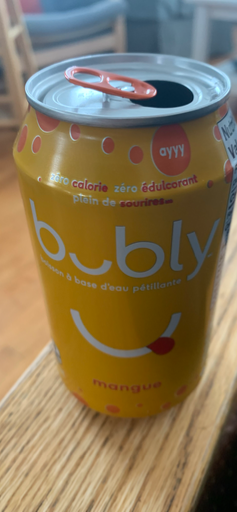 ayyy
zéro calorie zéro édulcorant
plein de sourires
bubly
boisson à base d'eau pétillante
mangue